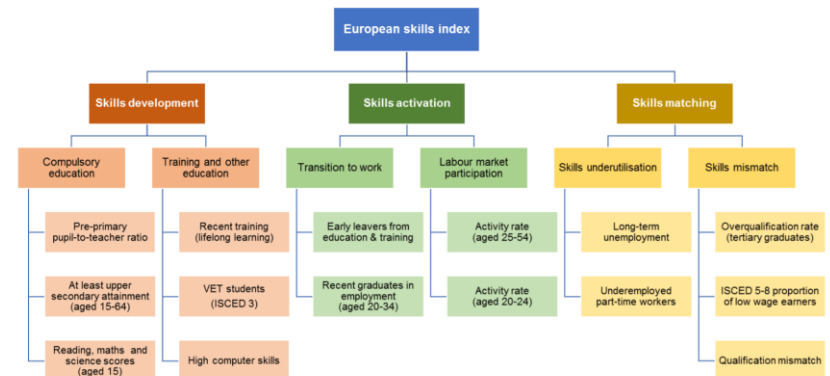 European skills index
Skills development
Skills activation
Skills matching
Compulsory
education
Training and other
education
Transition to work
Labour market
participation
Skills underutilisation
Skills mismatch
Pre-primary
pupil-to-teacher ratio
Recent training
(lifelong learning)
Early leavers from
education & training
Activity rate
(aged 25-54)
Long-term
unemployment
Overqualification rate
(tertiary graduates)
At least upper
secondary attainment
(aged 15-64)
VET students
(ISCED 3)
Recent graduates in
employment
(aged 20-34)
Activity rate
(aged 20-24)
Underemployed
part-time workers
ISCED 5-8 proportion
of low wage earners
Reading, maths and
science scores
(aged 15)
High computer skills
Qualification mismatch